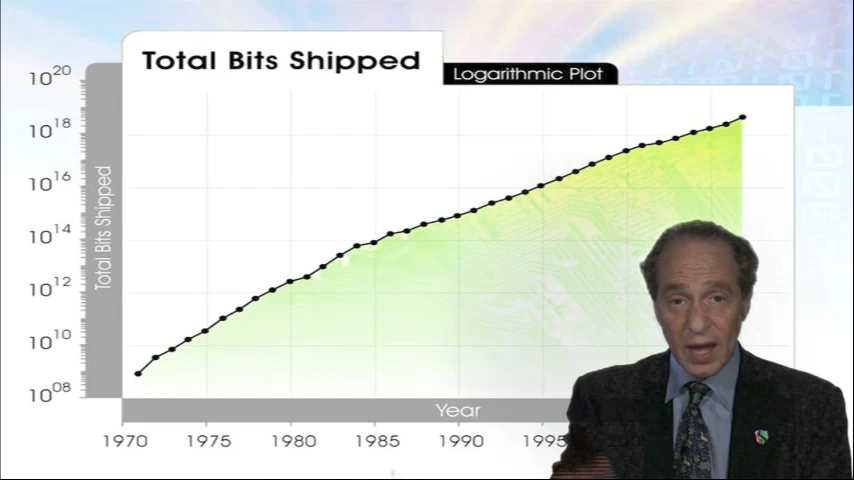 Total Bits Shipped
Logarithmic Plot
10^20
10^18
10^16
10^14
10^12
10^10
10^08
Total Bits Shipped
Year
1970 1975 1980 1985 1990 1995